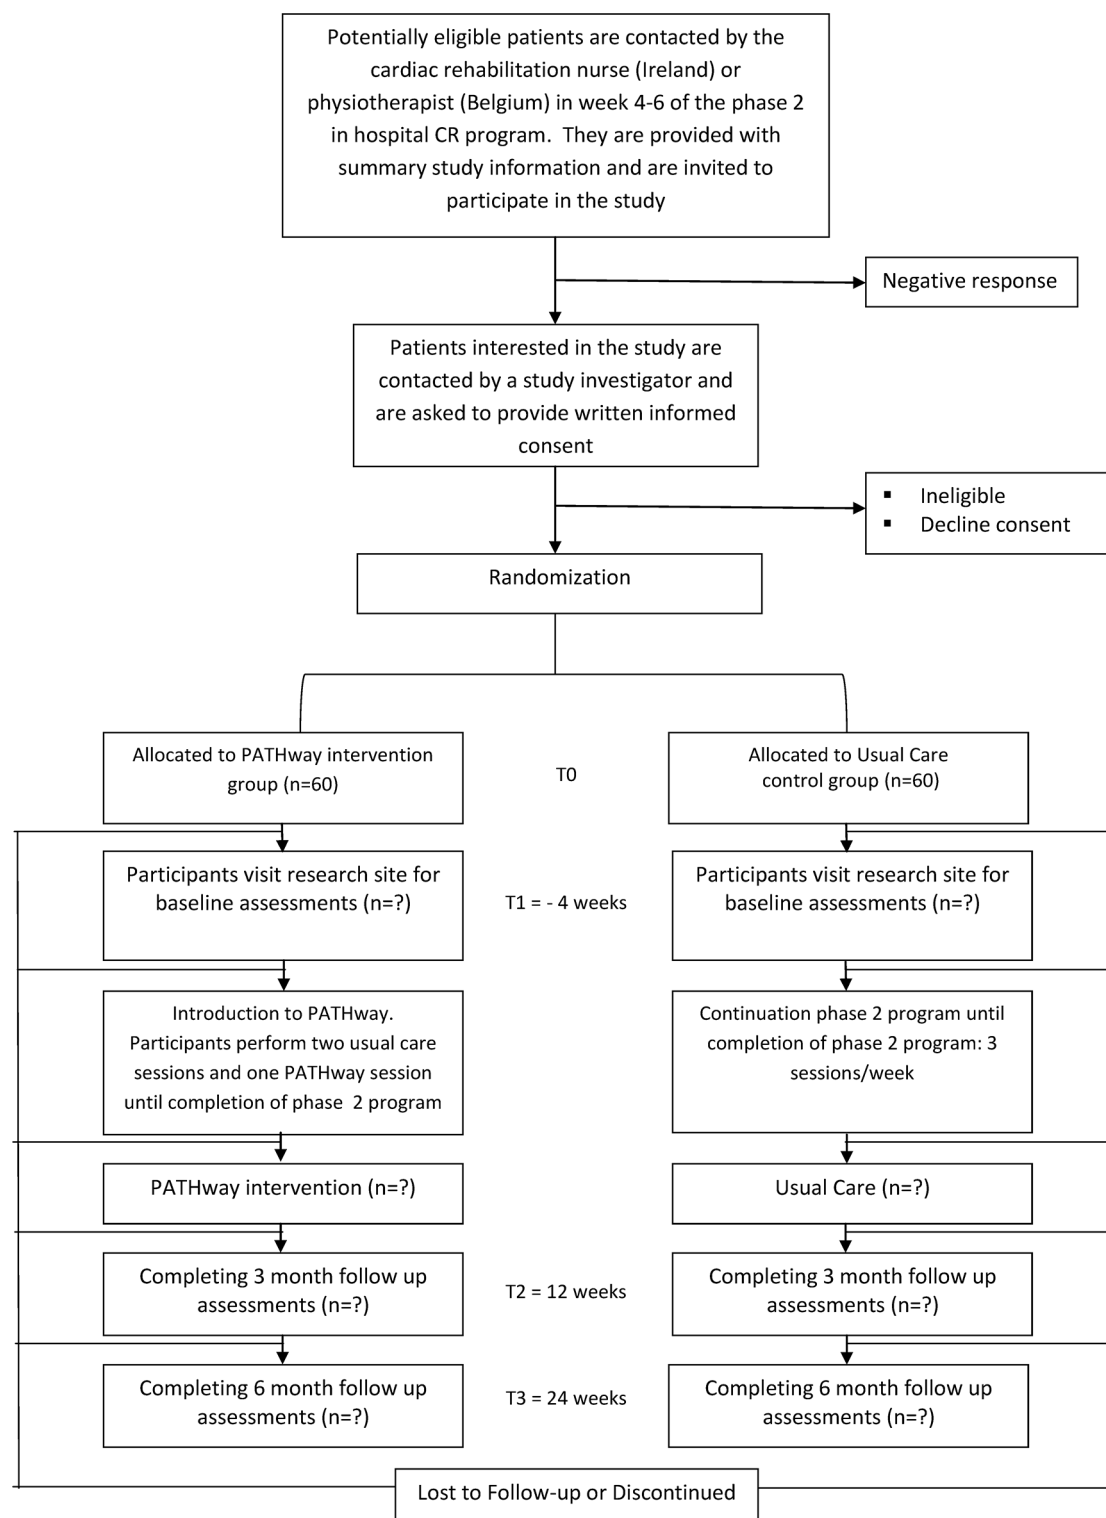 Potentially eligible patients are contacted by the
cardiac rehabilitation nurse (Ireland) or
physiotherapist (Belgium) in week 4-6 of the phase 2
in hospital CR program.  They are provided with
summary study information and are invited to
participate in the study
Negative response
Patients interested in the study are
contacted by a study investigator and
are asked to provide written informed
consent
▪ Ineligible
▪ Decline consent
Randomization
Allocated to PATHway intervention
group (n=60)
T0
Allocated to Usual Care
control group (n=60)
Participants visit research site for
baseline assessments (n=?)
T1 = - 4 weeks
Participants visit research site for
baseline assessments (n=?)
Introduction to PATHway.
Participants perform two usual care
sessions and one PATHway session
until completion of phase  2 program
Continuation phase 2 program until
completion of phase 2 program: 3
sessions/week
PATHway intervention (n=?)
Usual Care (n=?)
Completing 3 month follow up
assessments (n=?)
T2 = 12 weeks
Completing 3 month follow up
assessments (n=?)
Completing 6 month follow up
assessments (n=?)
T3 = 24 weeks
Completing 6 month follow up
assessments (n=?)
Lost to Follow-up or Discontinued